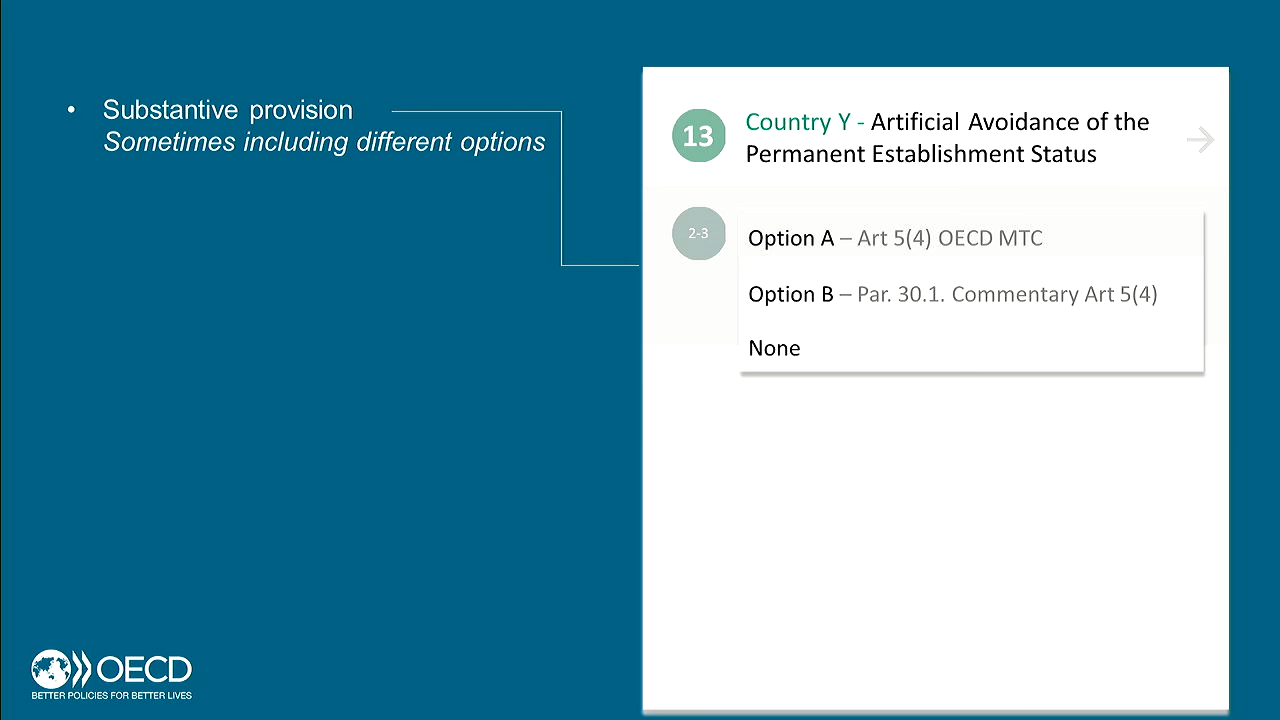 • Substantive provision
Sometimes including different options
13
Country Y - Artificial Avoidance of the
Permanent Establishment Status
2-3
Option A – Art 5(4) OECD MTC
Option B – Par. 30.1. Commentary Art 5(4)
None
OECD
BETTER POLICIES FOR BETTER LIVES